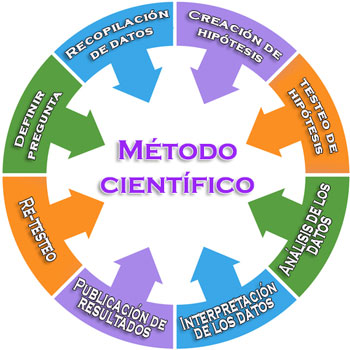 Método
científico
Definir
pregunta
Recopilación
de datos
Creación de
hipótesis
Testeo de
hipótesis
Análisis de los
datos
Interpretación
de los datos
Publicación de
resultados
Re-testeo